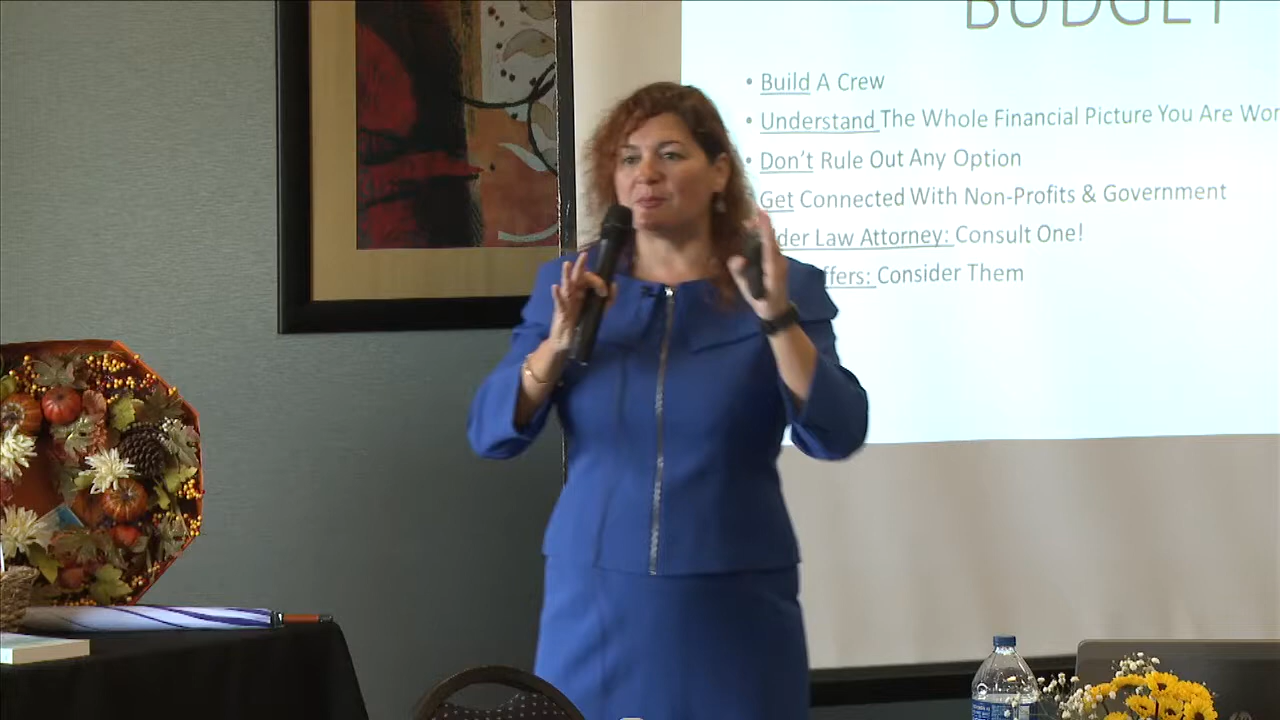 BUDGET
• Build A Crew
• Understand The Whole Financial Picture You Are Wor
• Don't Rule Out Any Option
Get Connected With Non-Profits & Government
lder Law Attorney: Consult One!
ffers: Consider Them